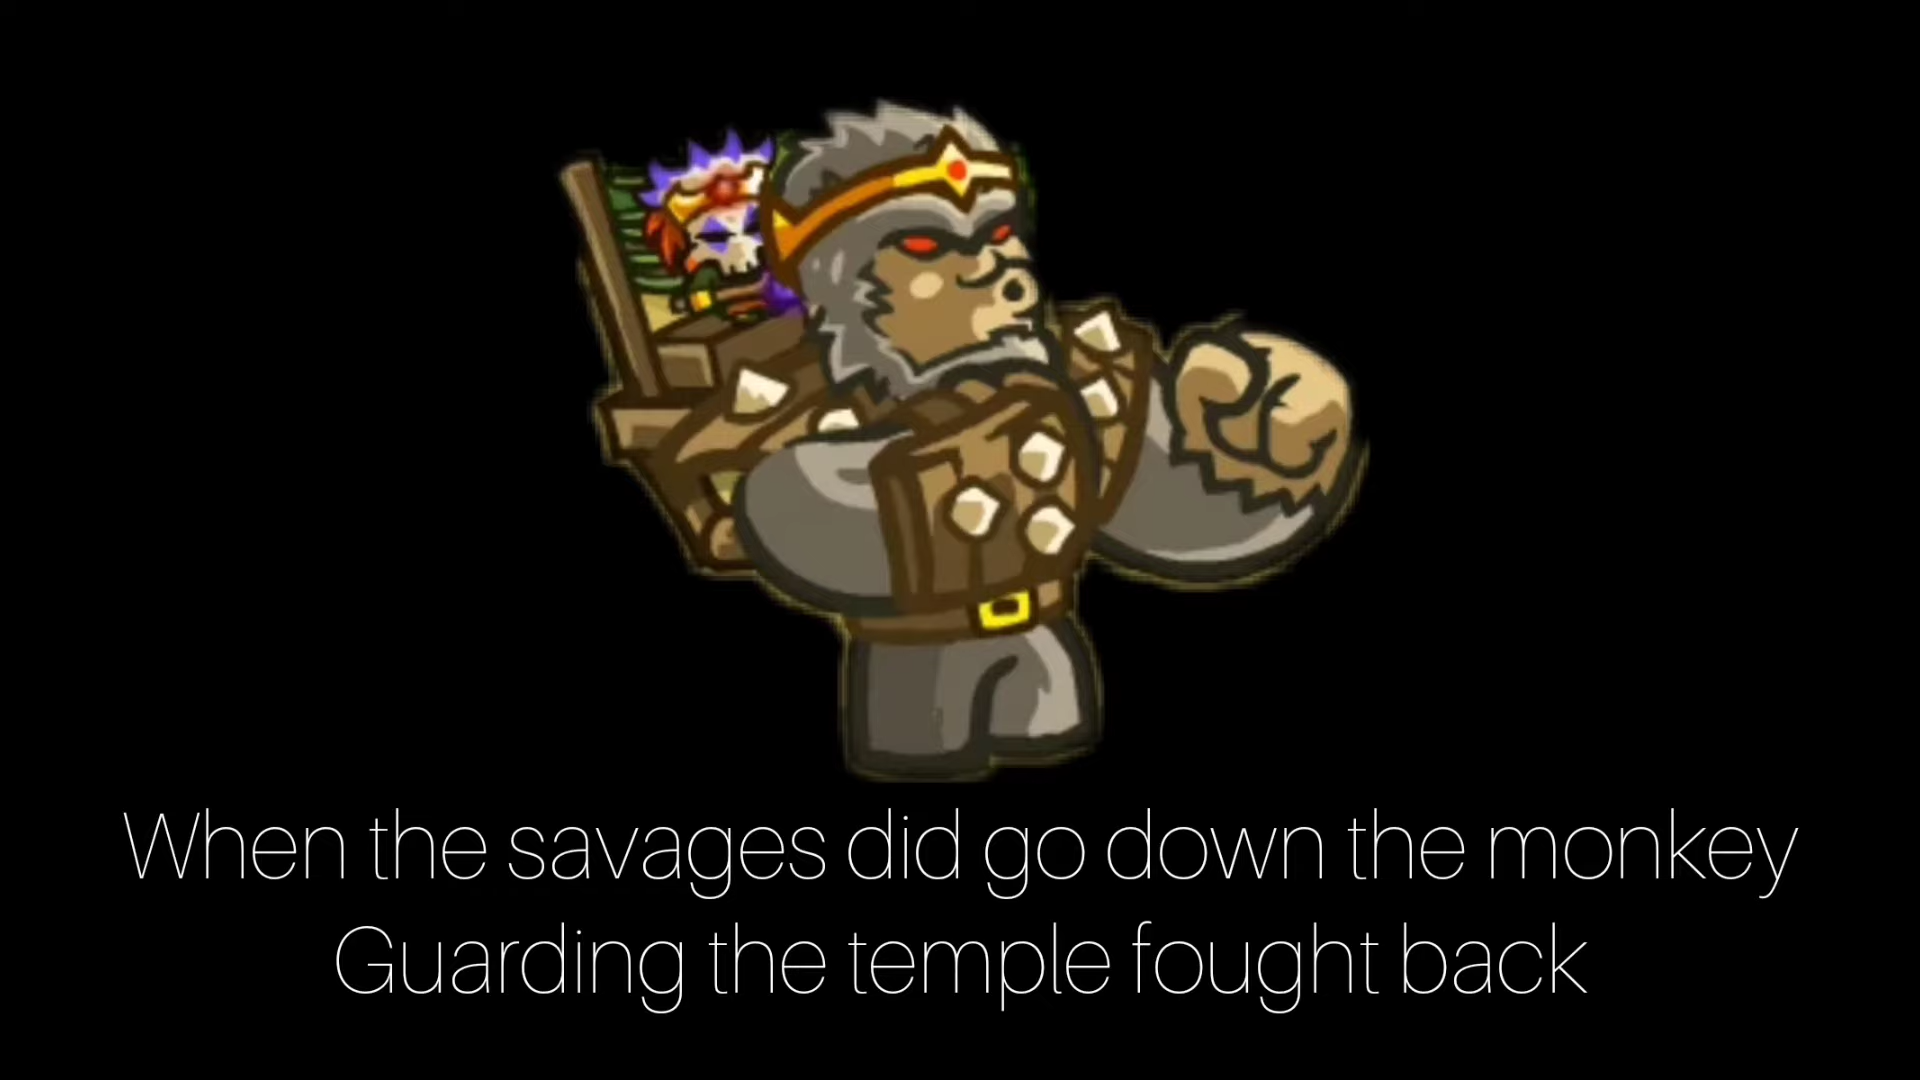 When the savages did go down the monkey
Guarding the temple fought back